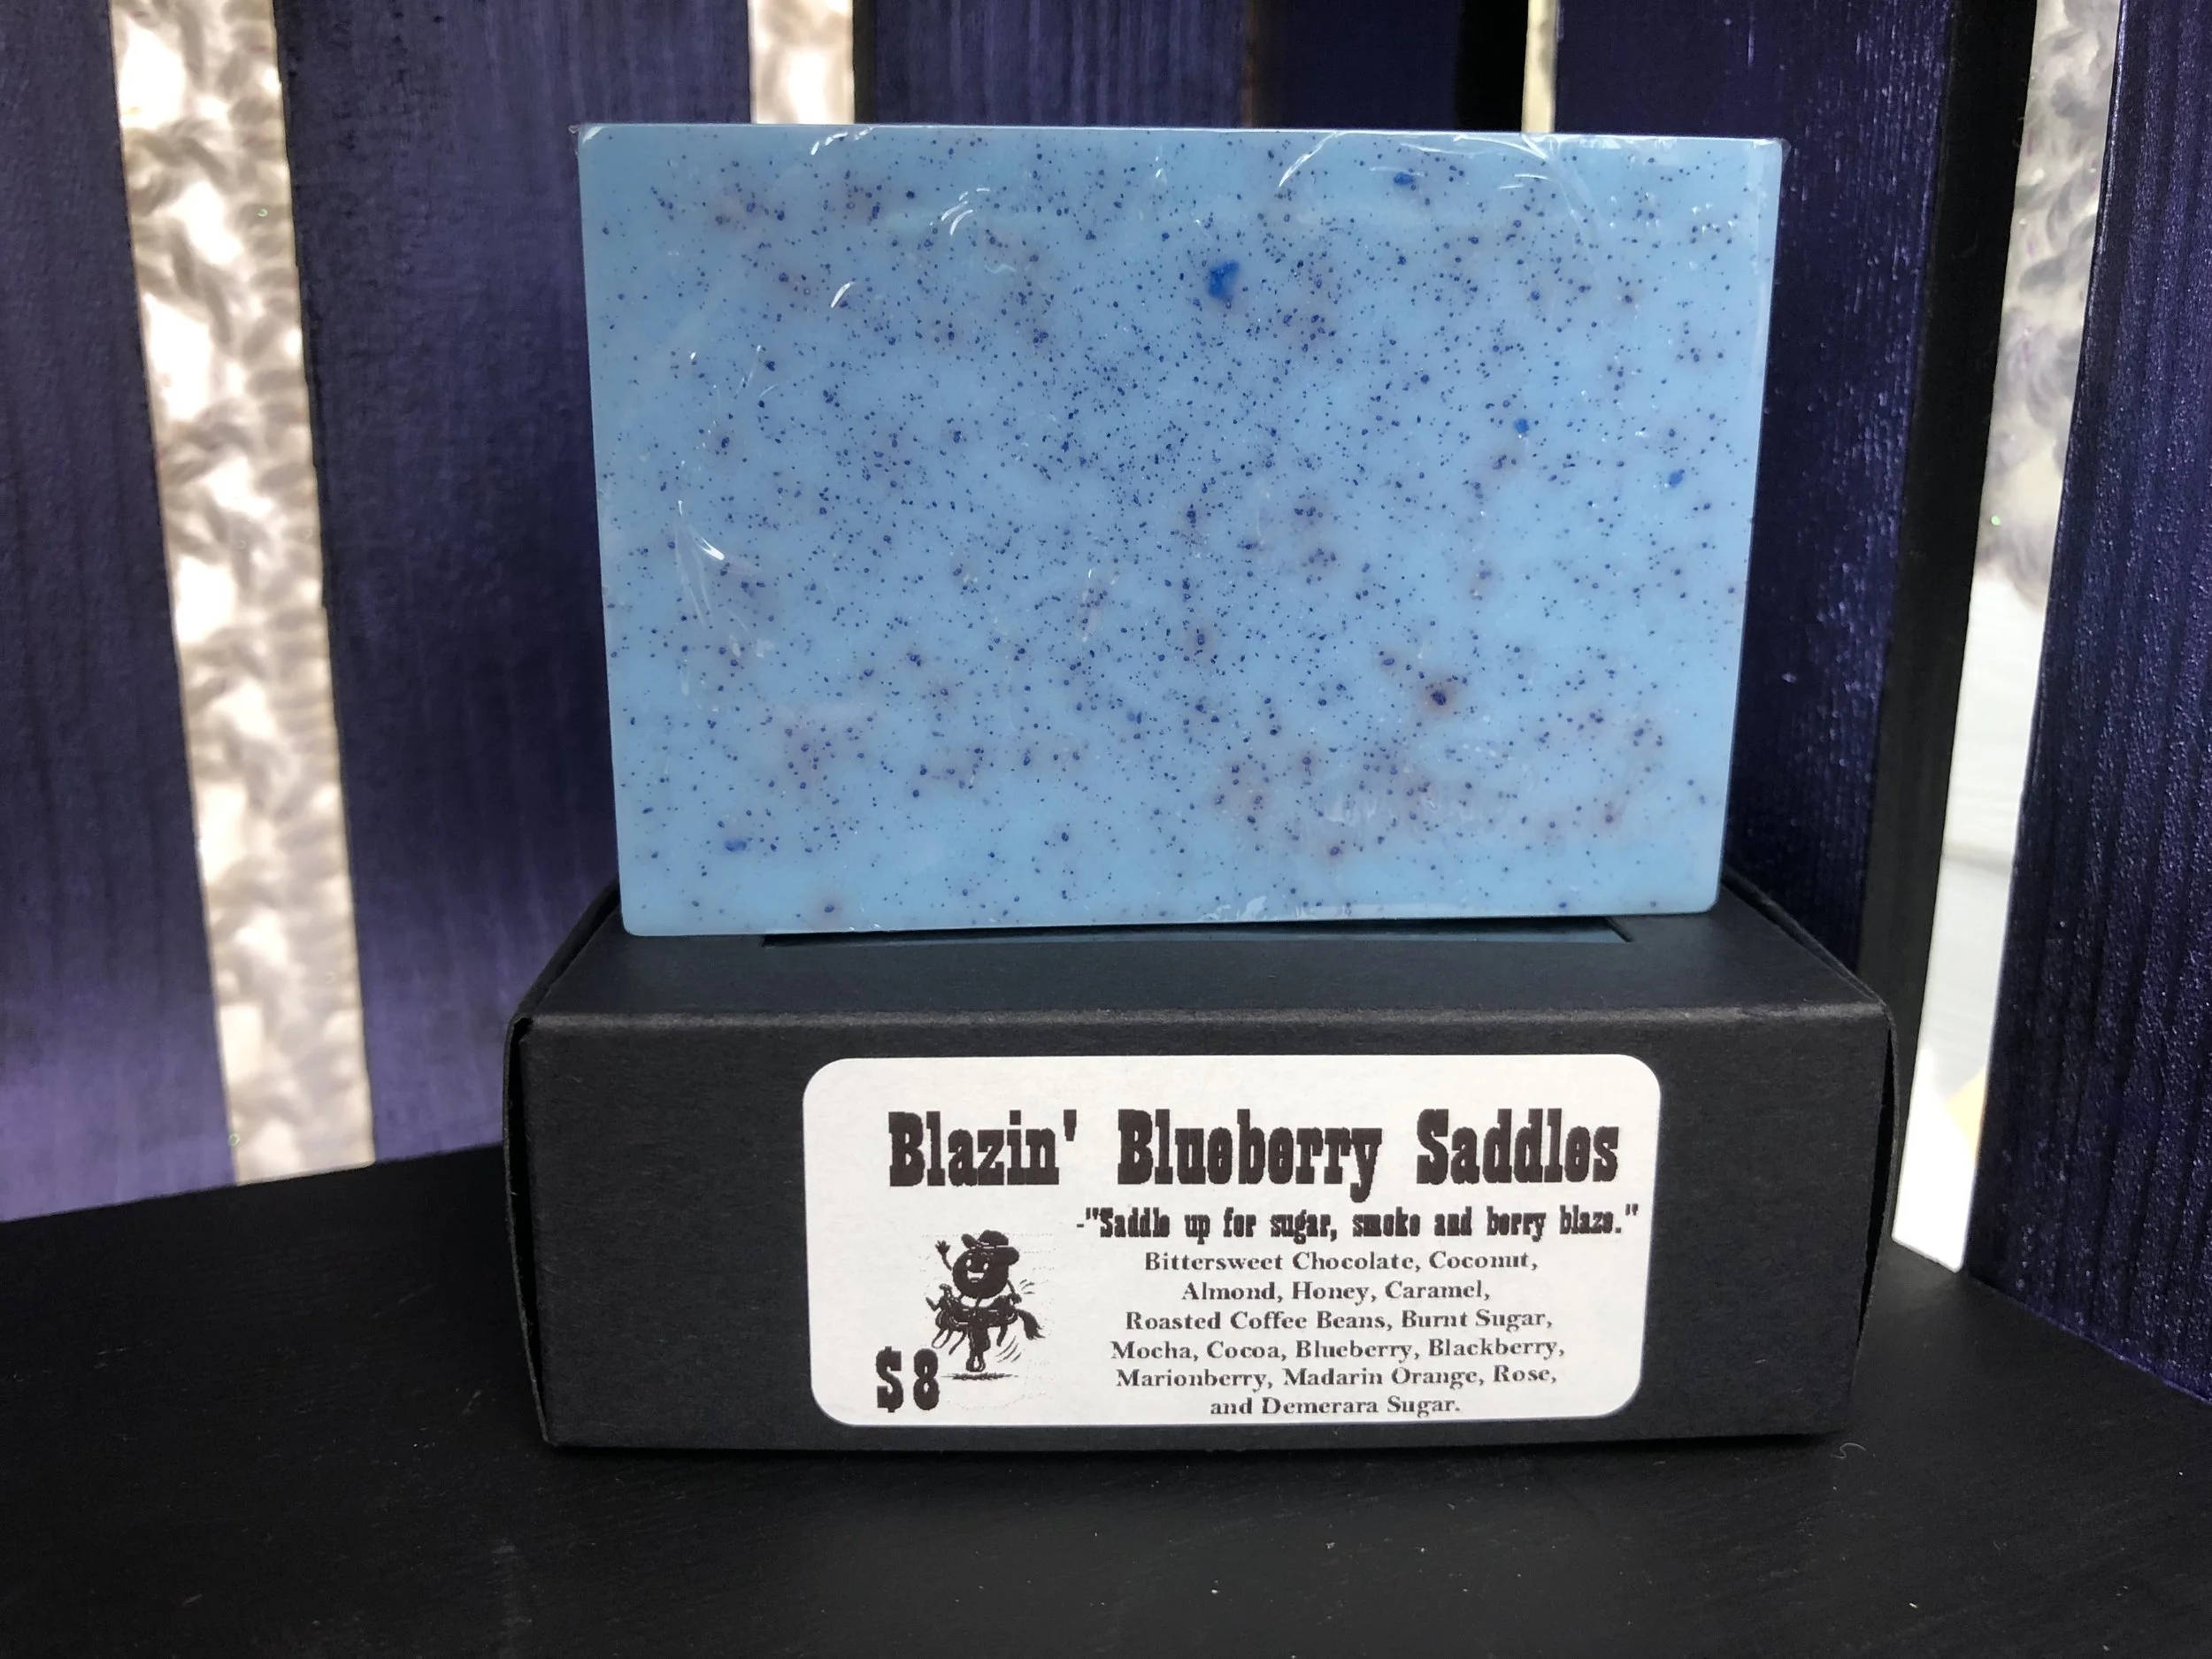 Blazin' Blueberry Saddles
-"Saddle up for sugar, smoke and berry blaze."
Bittersweet Chocolate, Coconut,
Almond, Honey, Caramel,
Roasted Coffee Beans, Burnt Sugar,
Mocha, Cocoa, Blueberry, Blackberry,
Marionberry, Madarin Orange, Rose,
and Demerara Sugar.
$8